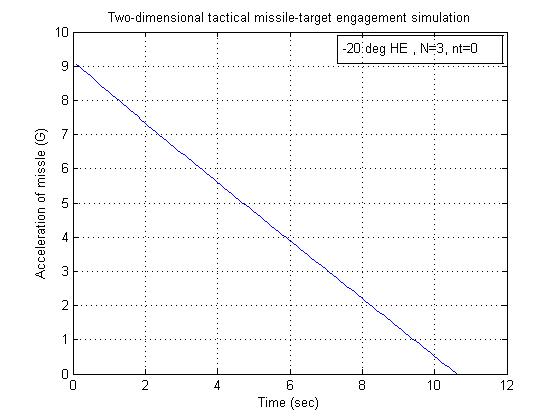 Two-dimensional tactical missile-target engagement simulation
-20 deg HE , N=3, nt=0
Acceleration of missle (G)
10
9
8
7
6
5
4
3
2
1
0
0 2 4 6 8 10 12
Time (sec)